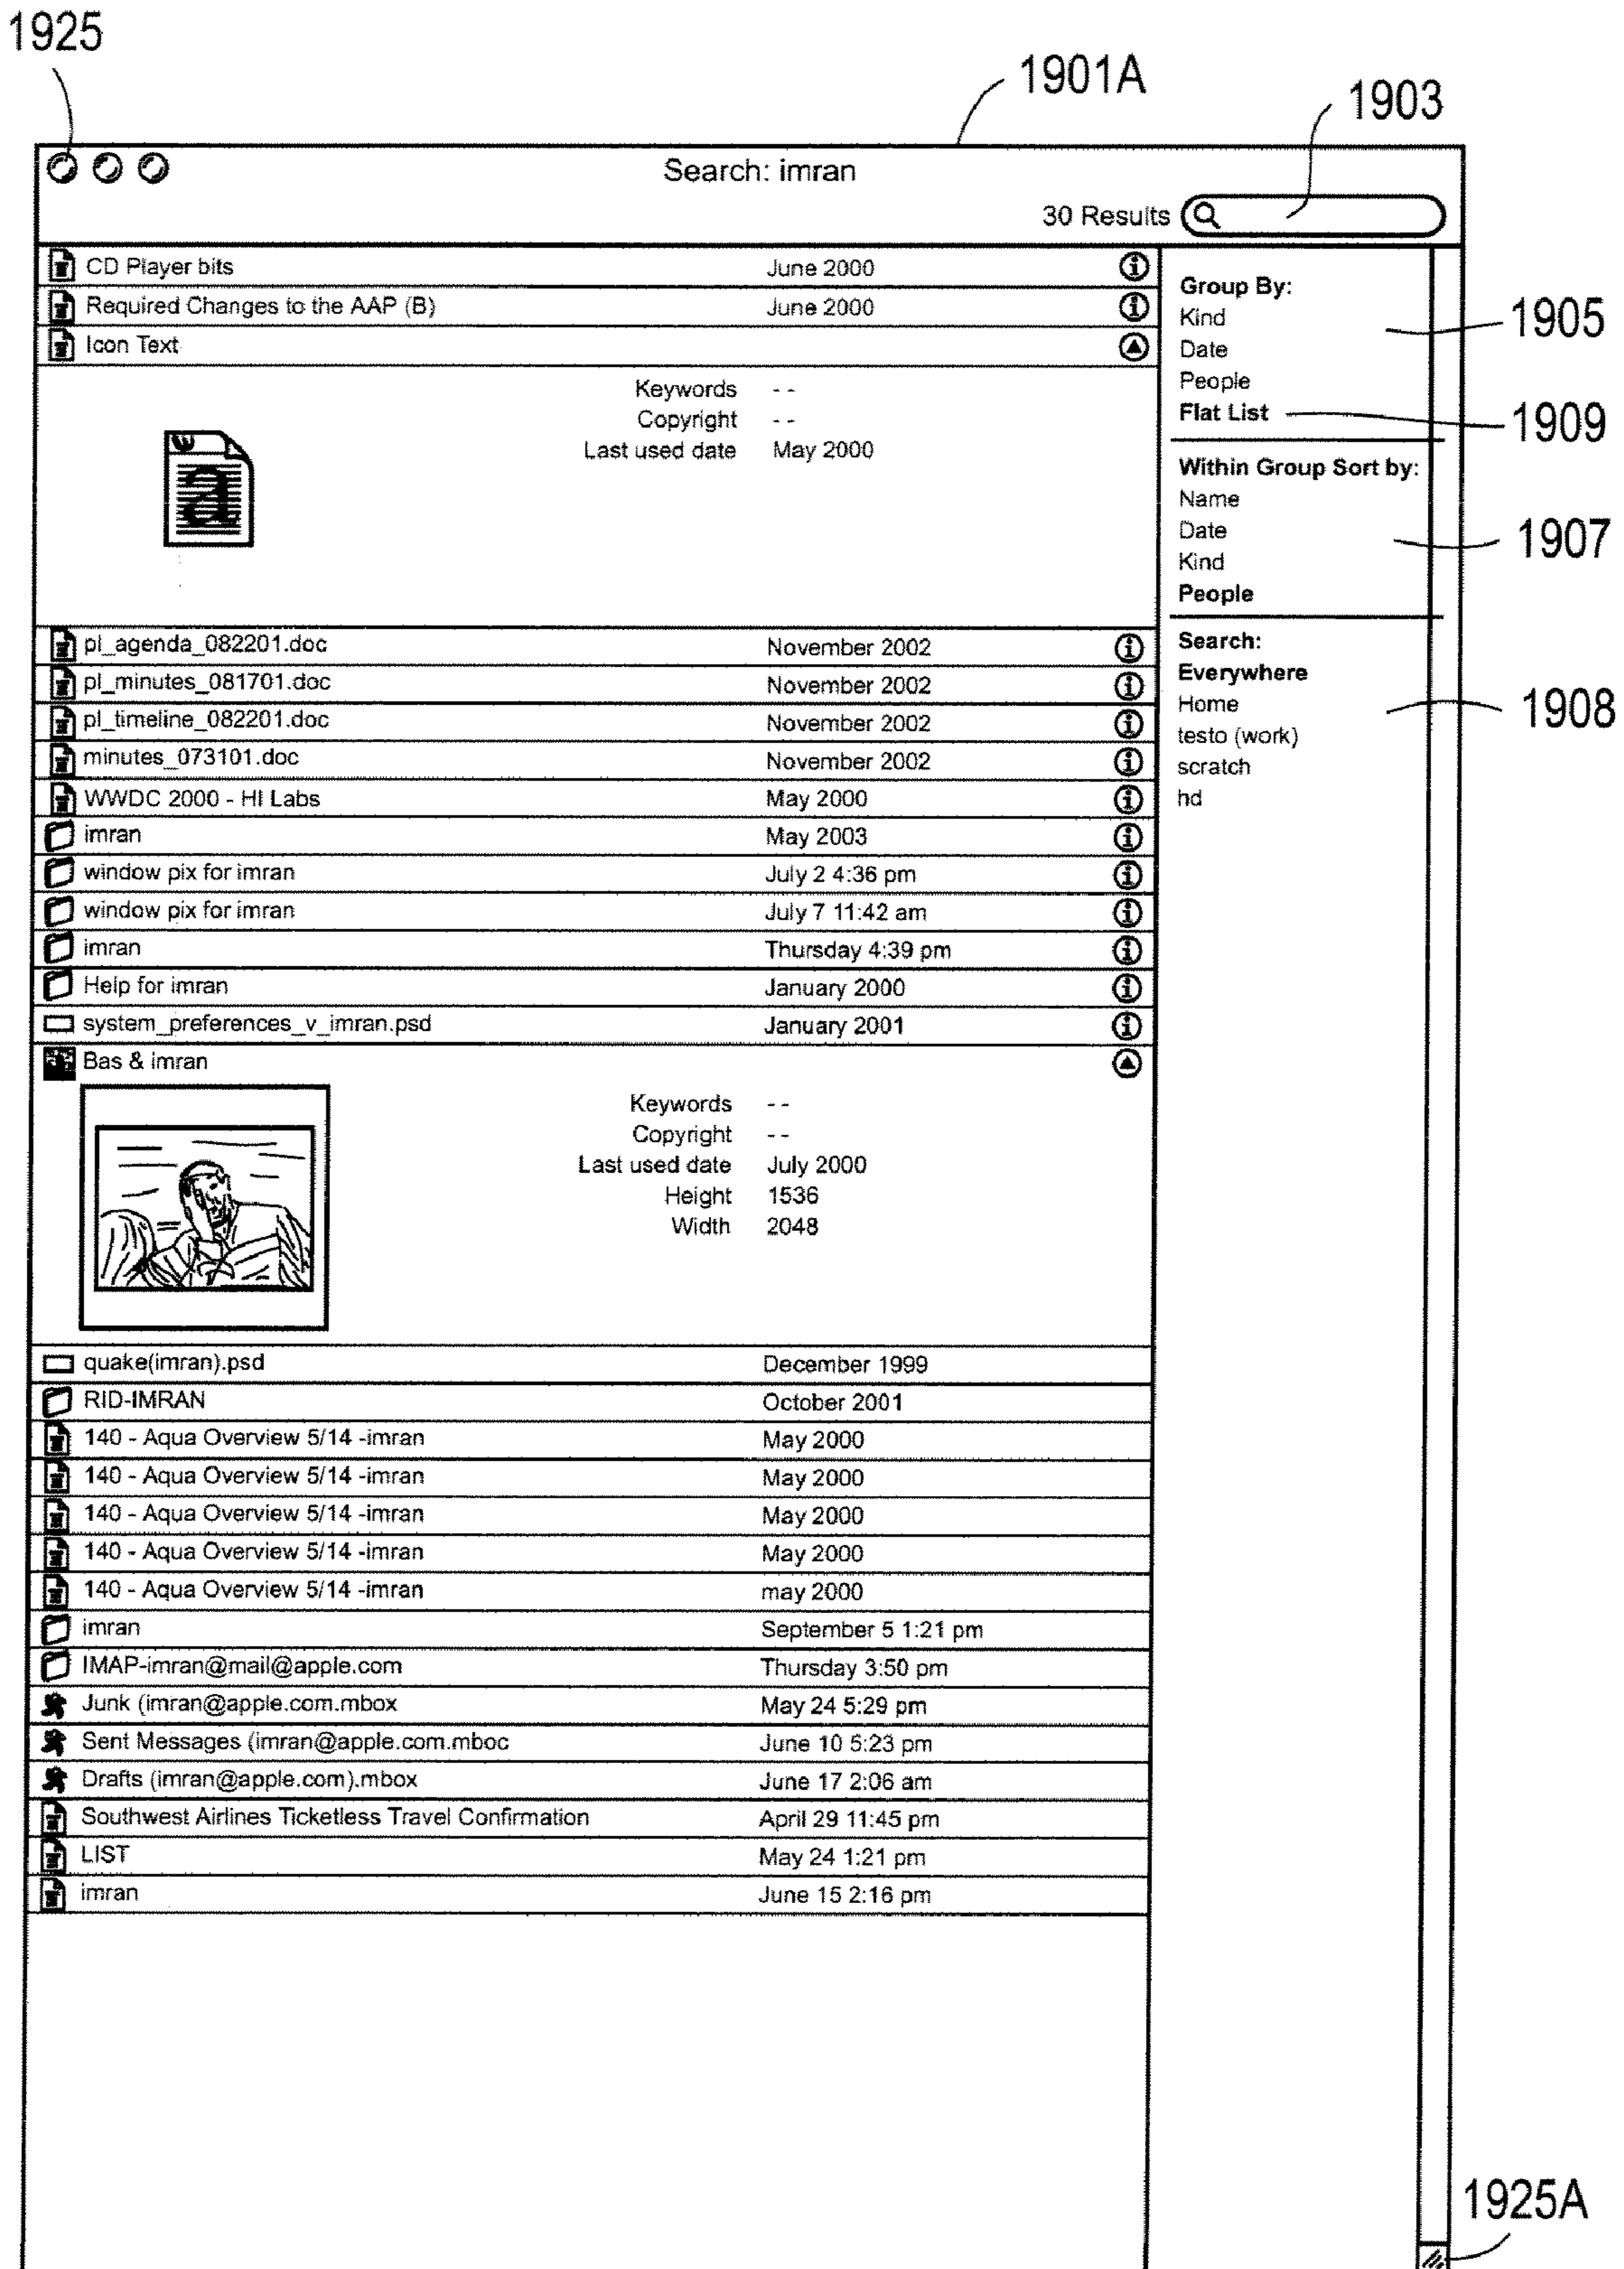 1925
1901A
1903
Search: imran
30 Results
CD Player bits June 2000
Required Changes to the AAP (B) June 2000
Icon Text
Keywords - -
Copyright - -
Last used date May 2000
a
pl_agenda_082201.doc November 2002
pl_minutes_081701.doc November 2002
pl_timeline_082201.doc November 2002
minutes_073101.doc November 2002
WWDC 2000 - HI Labs May 2000
imran May 2003
window pix for imran July 2 4:36 pm
window pix for imran July 7 11:42 am
imran Thursday 4:39 pm
Help for imran January 2000
system_preferences_v_imran.psd January 2001
Bas & imran
Keywords - -
Copyright - -
Last used date July 2000
Height 1536
Width 2048
quake(imran).psd December 1999
RID-IMRAN October 2001
140 - Aqua Overview 5/14 -imran May 2000
140 - Aqua Overview 5/14 -imran May 2000
140 - Aqua Overview 5/14 -imran May 2000
140 - Aqua Overview 5/14 -imran May 2000
140 - Aqua Overview 5/14 -imran may 2000
imran September 5 1:21 pm
IMAP-imran@mail@apple.com Thursday 3:50 pm
Junk (imran@apple.com.mbox May 24 5:29 pm
Sent Messages (imran@apple.com.mboc June 10 5:23 pm
Drafts (imran@apple.com).mbox June 17 2:06 am
Southwest Airlines Ticketless Travel Confirmation April 29 11:45 pm
LIST May 24 1:21 pm
imran June 15 2:16 pm
Group By:
Kind
Date
People
Flat List
Within Group Sort by:
Name
Date
Kind
People
Search:
Everywhere
Home
testo (work)
scratch
hd
1905
1909
1907
1908
1925A